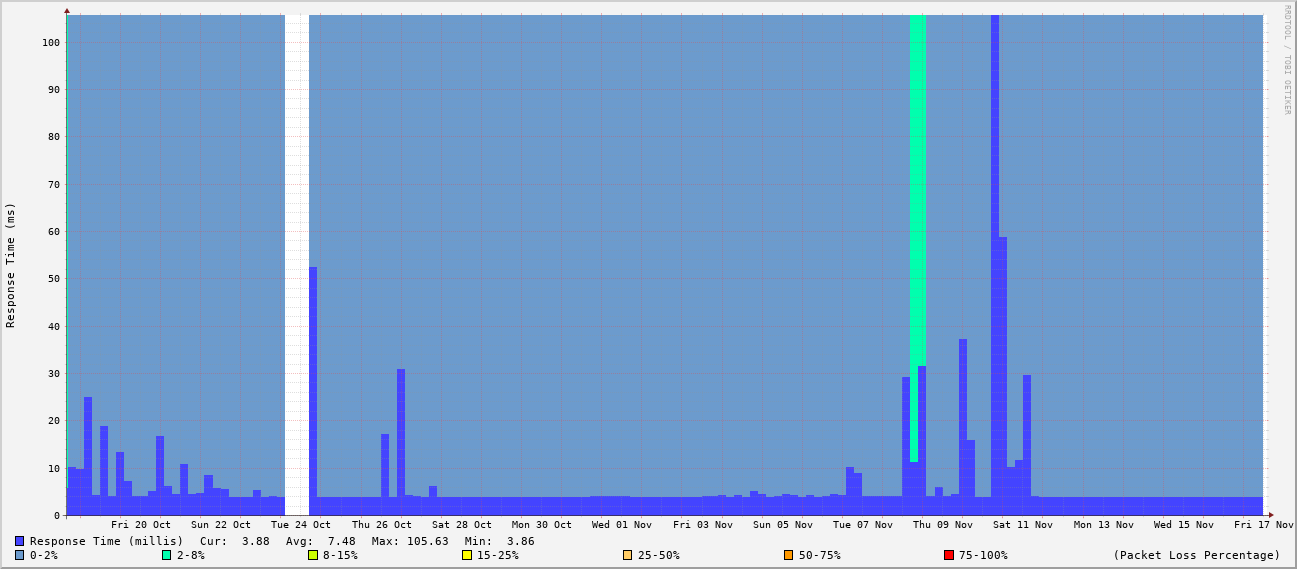 RRDTOOL / TOBI OETIKER
Response Time (ms)
100
90
80
70
60
50
40
30
20
10
0
Fri 20 Oct Sun 22 Oct Tue 24 Oct Thu 26 Oct Sat 28 Oct Mon 30 Oct Wed 01 Nov Fri 03 Nov Sun 05 Nov Tue 07 Nov Thu 09 Nov Sat 11 Nov Mon 13 Nov Wed 15 Nov Fri 17 Nov
Response Time (millis) Cur: 3.88 Avg: 7.48 Max: 105.63 Min: 3.86
0-2% 2-8% 8-15% 15-25% 25-50% 50-75% 75-100% (Packet Loss Percentage)